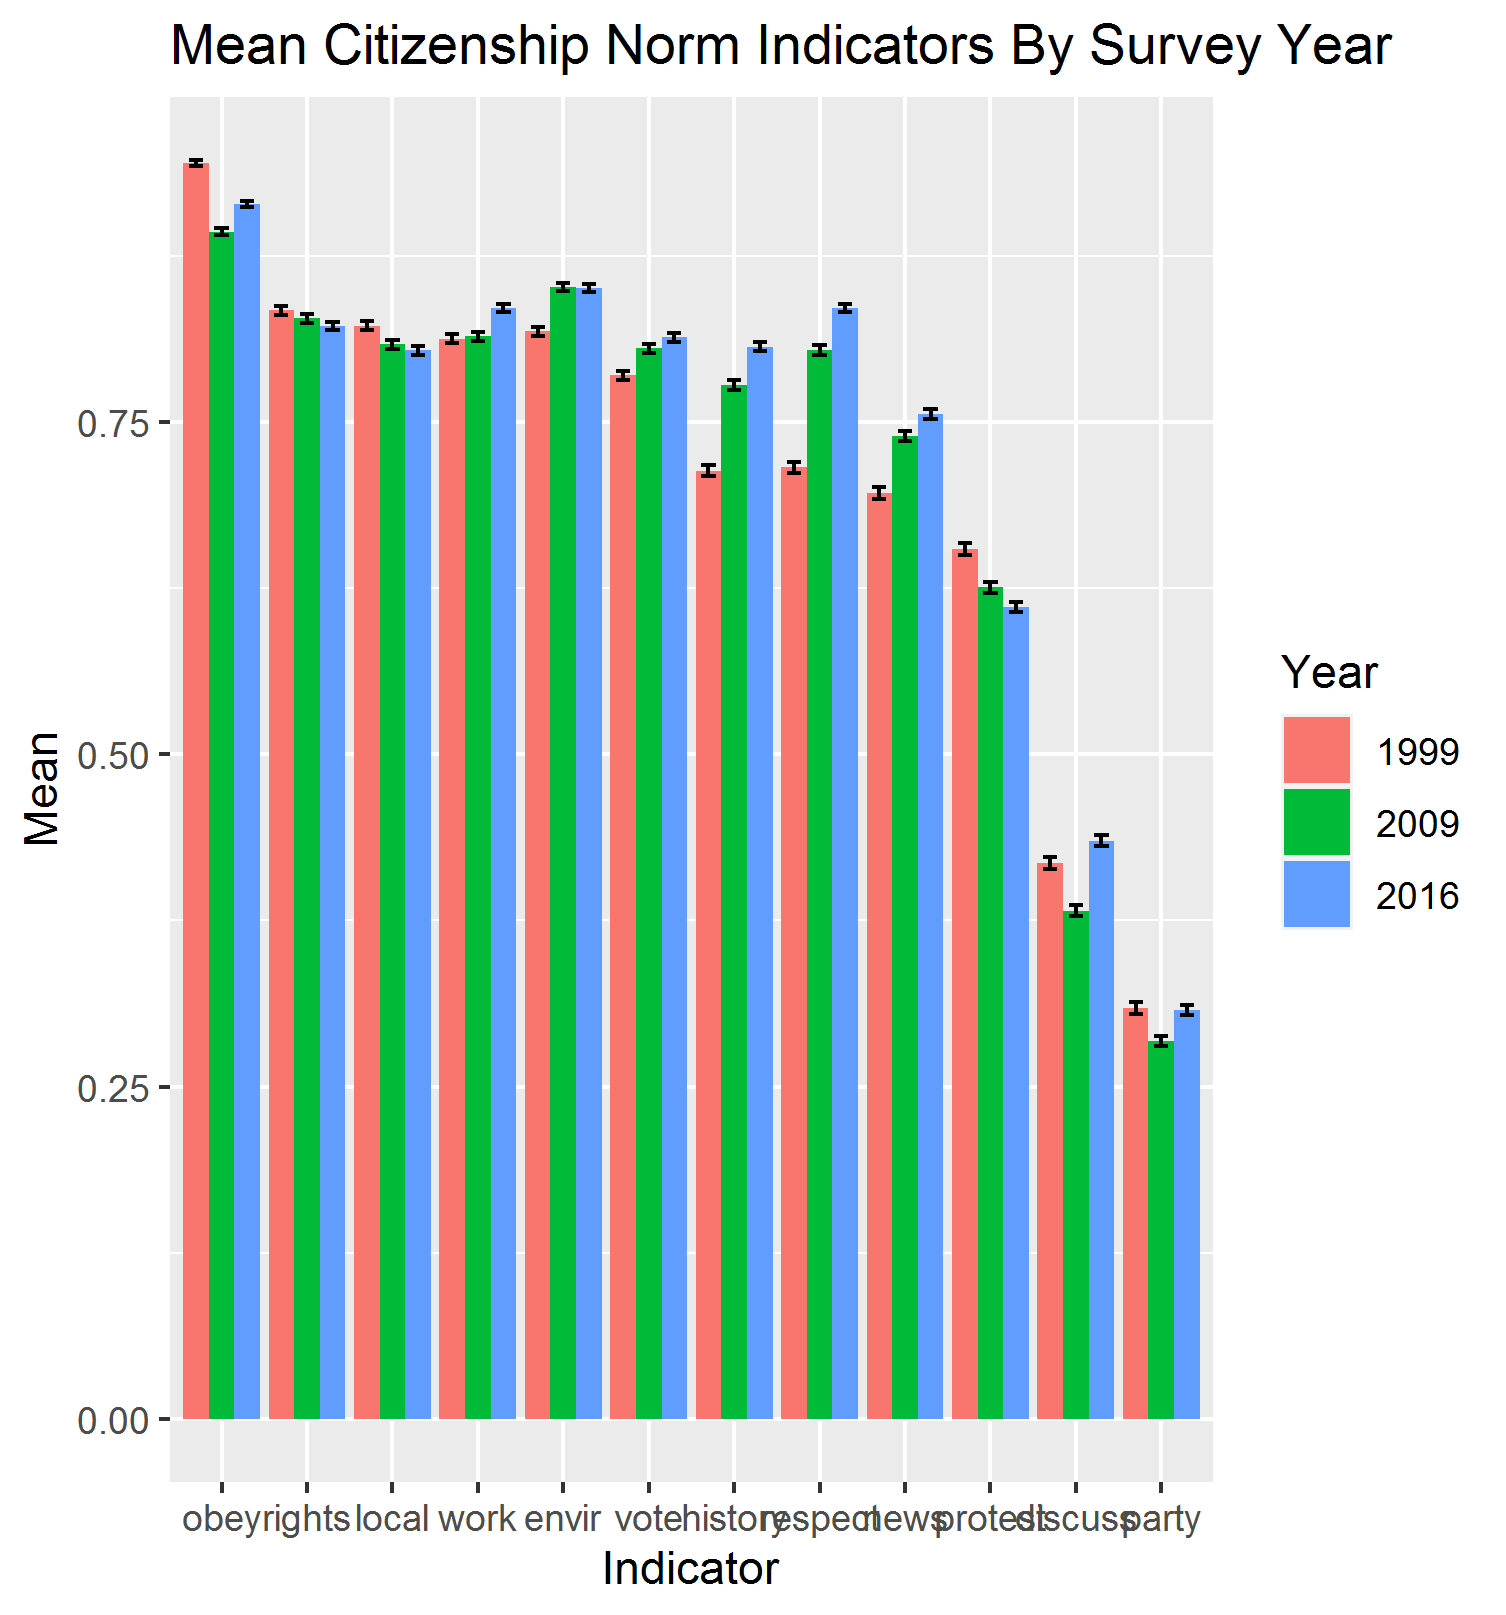 Mean Citizenship Norm Indicators By Survey Year
Mean
0.75
0.50
0.25
0.00
obey rights local work envir vote history respect news protest discuss party
Indicator
Year
1999
2009
2016